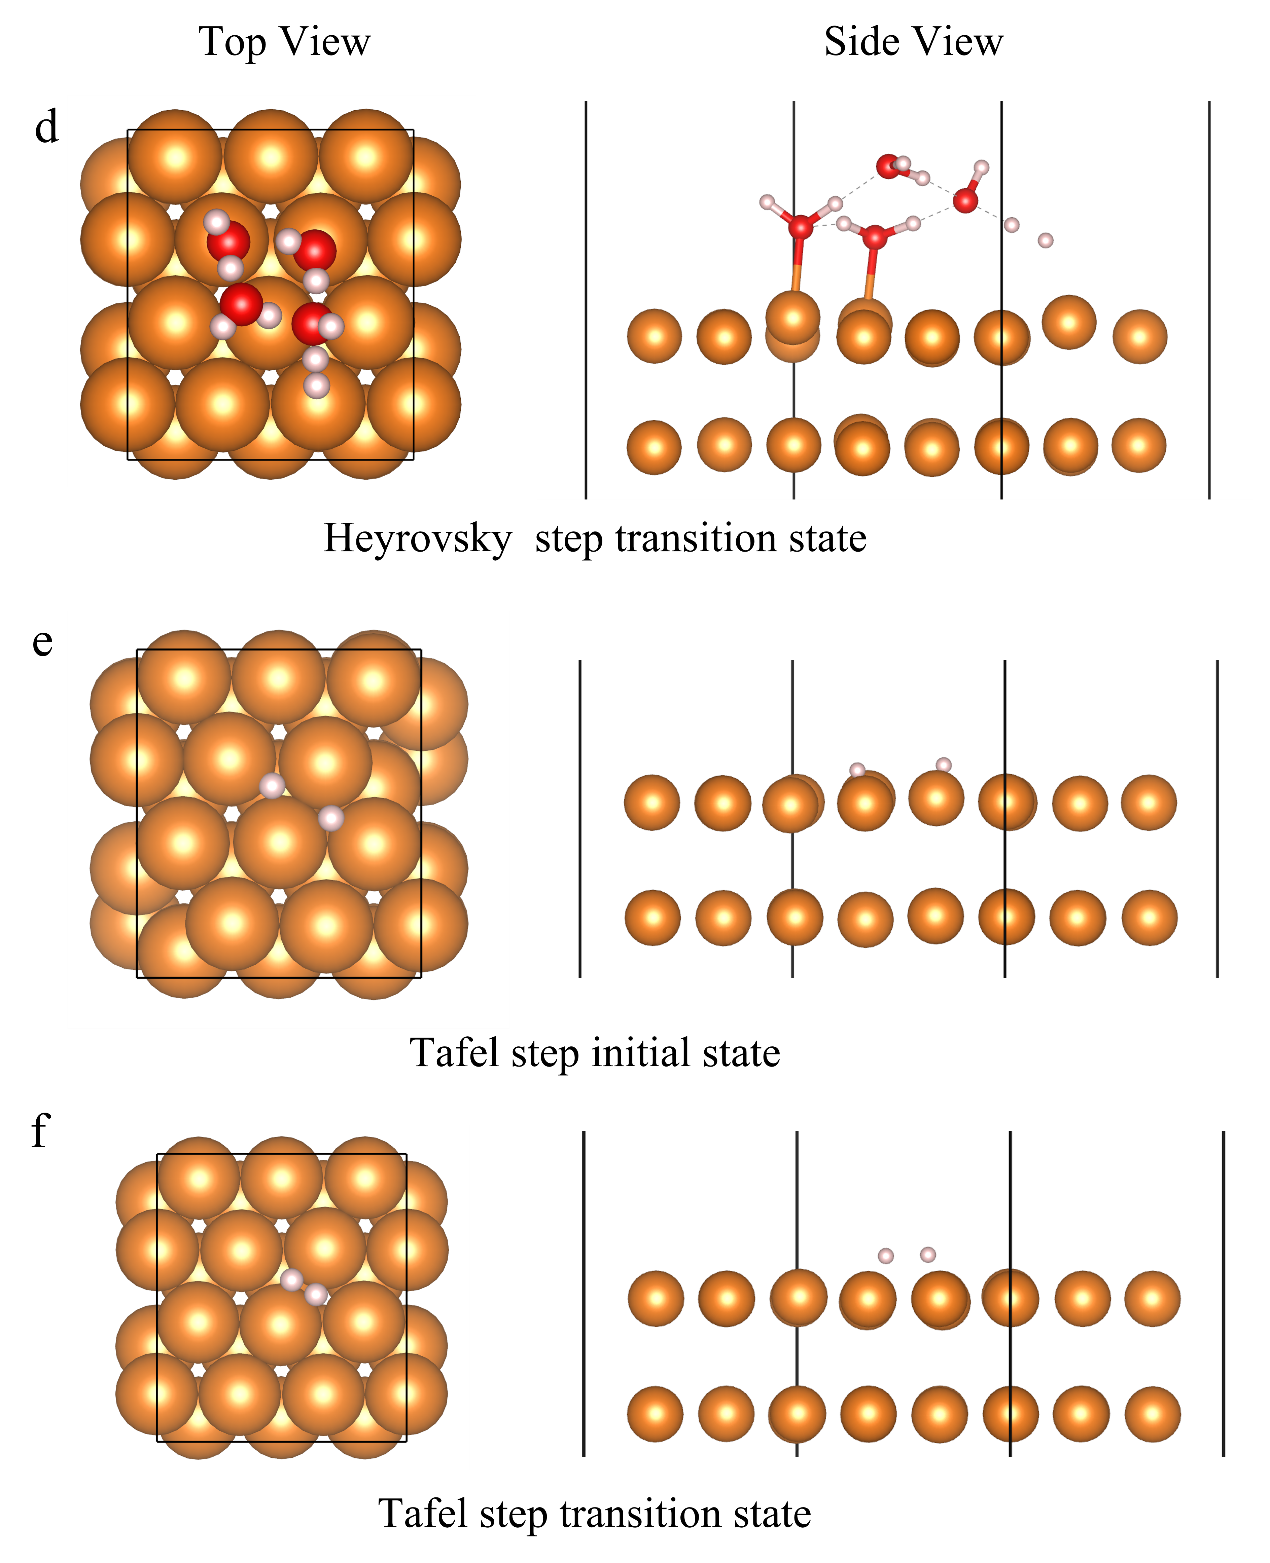 Top View
Side View
d
Heyrovsky  step transition state
e
Tafel step initial state
f
Tafel step transition state